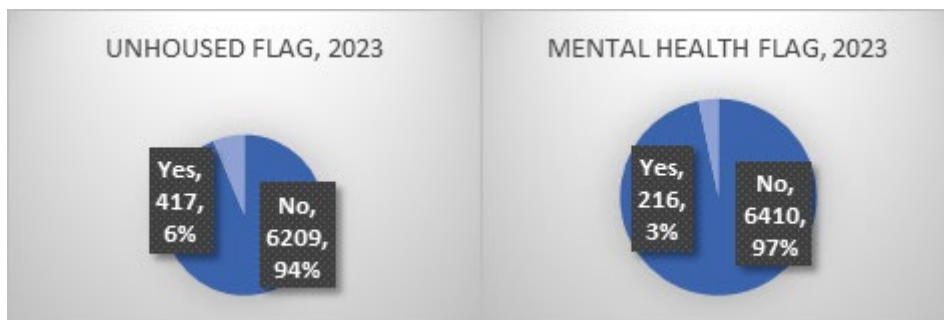 UNHOUSED FLAG, 2023
Yes,
417,
6%
No,
6209,
94%
MENTAL HEALTH FLAG, 2023
Yes,
216,
3%
No,
6410,
97%